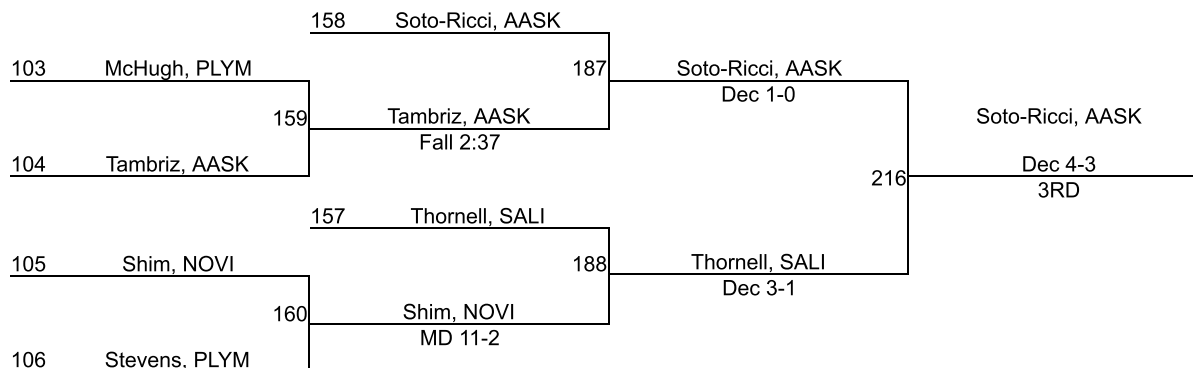 158 Soto-Ricci, AASK
103 McHugh, PLYM
187 Soto-Ricci, AASK
Dec 1-0
159 Tambriz, AASK
Fall 2:37
Soto-Ricci, AASK
104 Tambriz, AASK
216 Dec 4-3
3RD
157 Thornell, SALI
105 Shim, NOVI
188 Thornell, SALI
Dec 3-1
160 Shim, NOVI
MD 11-2
106 Stevens, PLYM